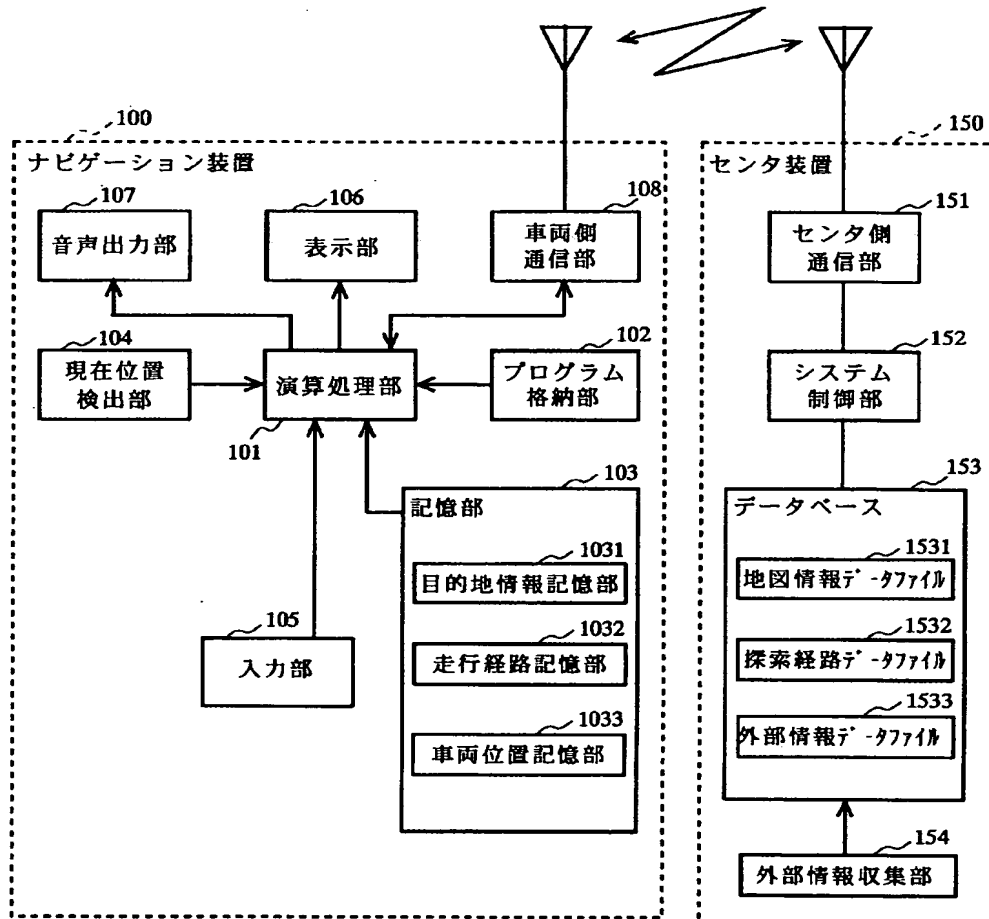 100
ナビゲーション装置
107
音声出力部
106
表示部
108
車両側
通信部
104
現在位置
検出部
演算処理部
101
102
プログラム
格納部
103
記憶部
1031
目的地情報記憶部
1032
走行経路記憶部
1033
車両位置記憶部
105
入力部
150
センタ装置
151
センタ側
通信部
152
システム
制御部
153
データベース
1531
地図情報ﾃﾞｰﾀﾌｧｲﾙ
1532
探索経路ﾃﾞｰﾀﾌｧｲﾙ
1533
外部情報ﾃﾞｰﾀﾌｧｲﾙ
154
外部情報収集部